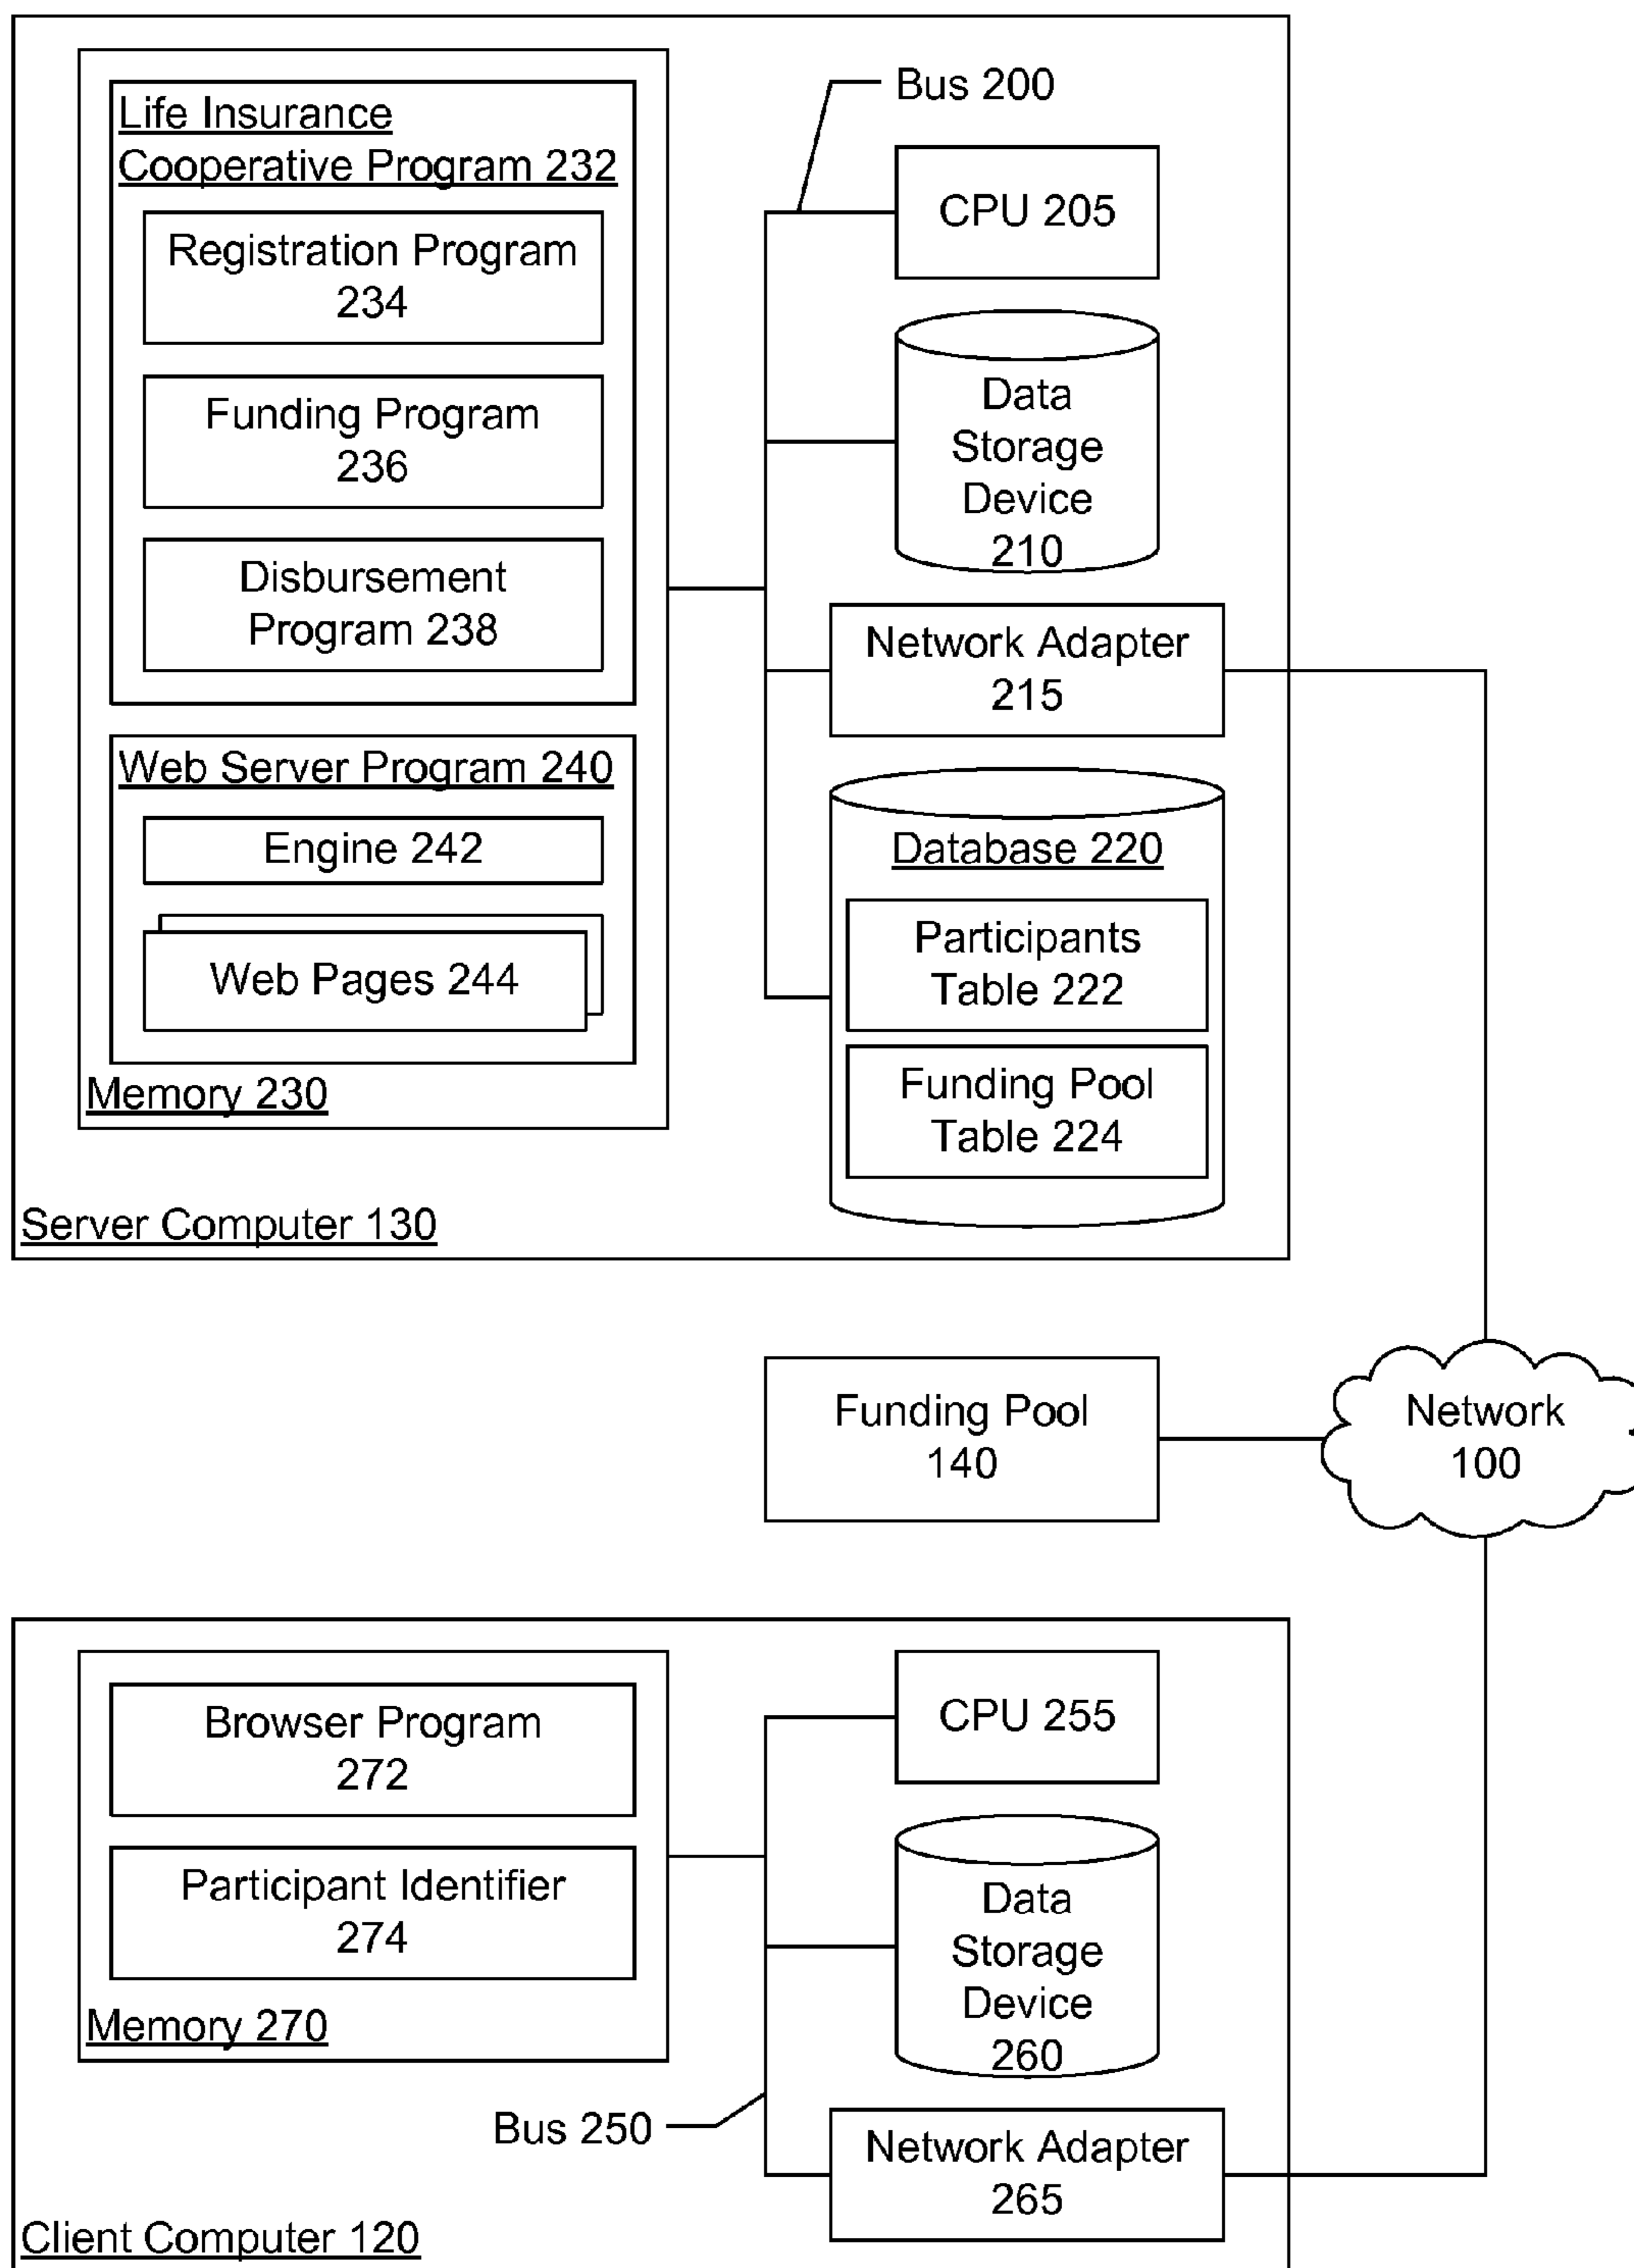 Bus 200
Life Insurance
Cooperative Program 232
Registration Program
234
Funding Program
236
Disbursement
Program 238
Web Server Program 240
Engine 242
Web Pages 244
Memory 230
CPU 205
Data
Storage
Device
210
Network Adapter
215
Database 220
Participants
Table 222
Funding Pool
Table 224
Server Computer 130
Funding Pool
140
Network
100
Browser Program
272
Participant Identifier
274
Memory 270
CPU 255
Data
Storage
Device
260
Bus 250
Network Adapter
265
Client Computer 120